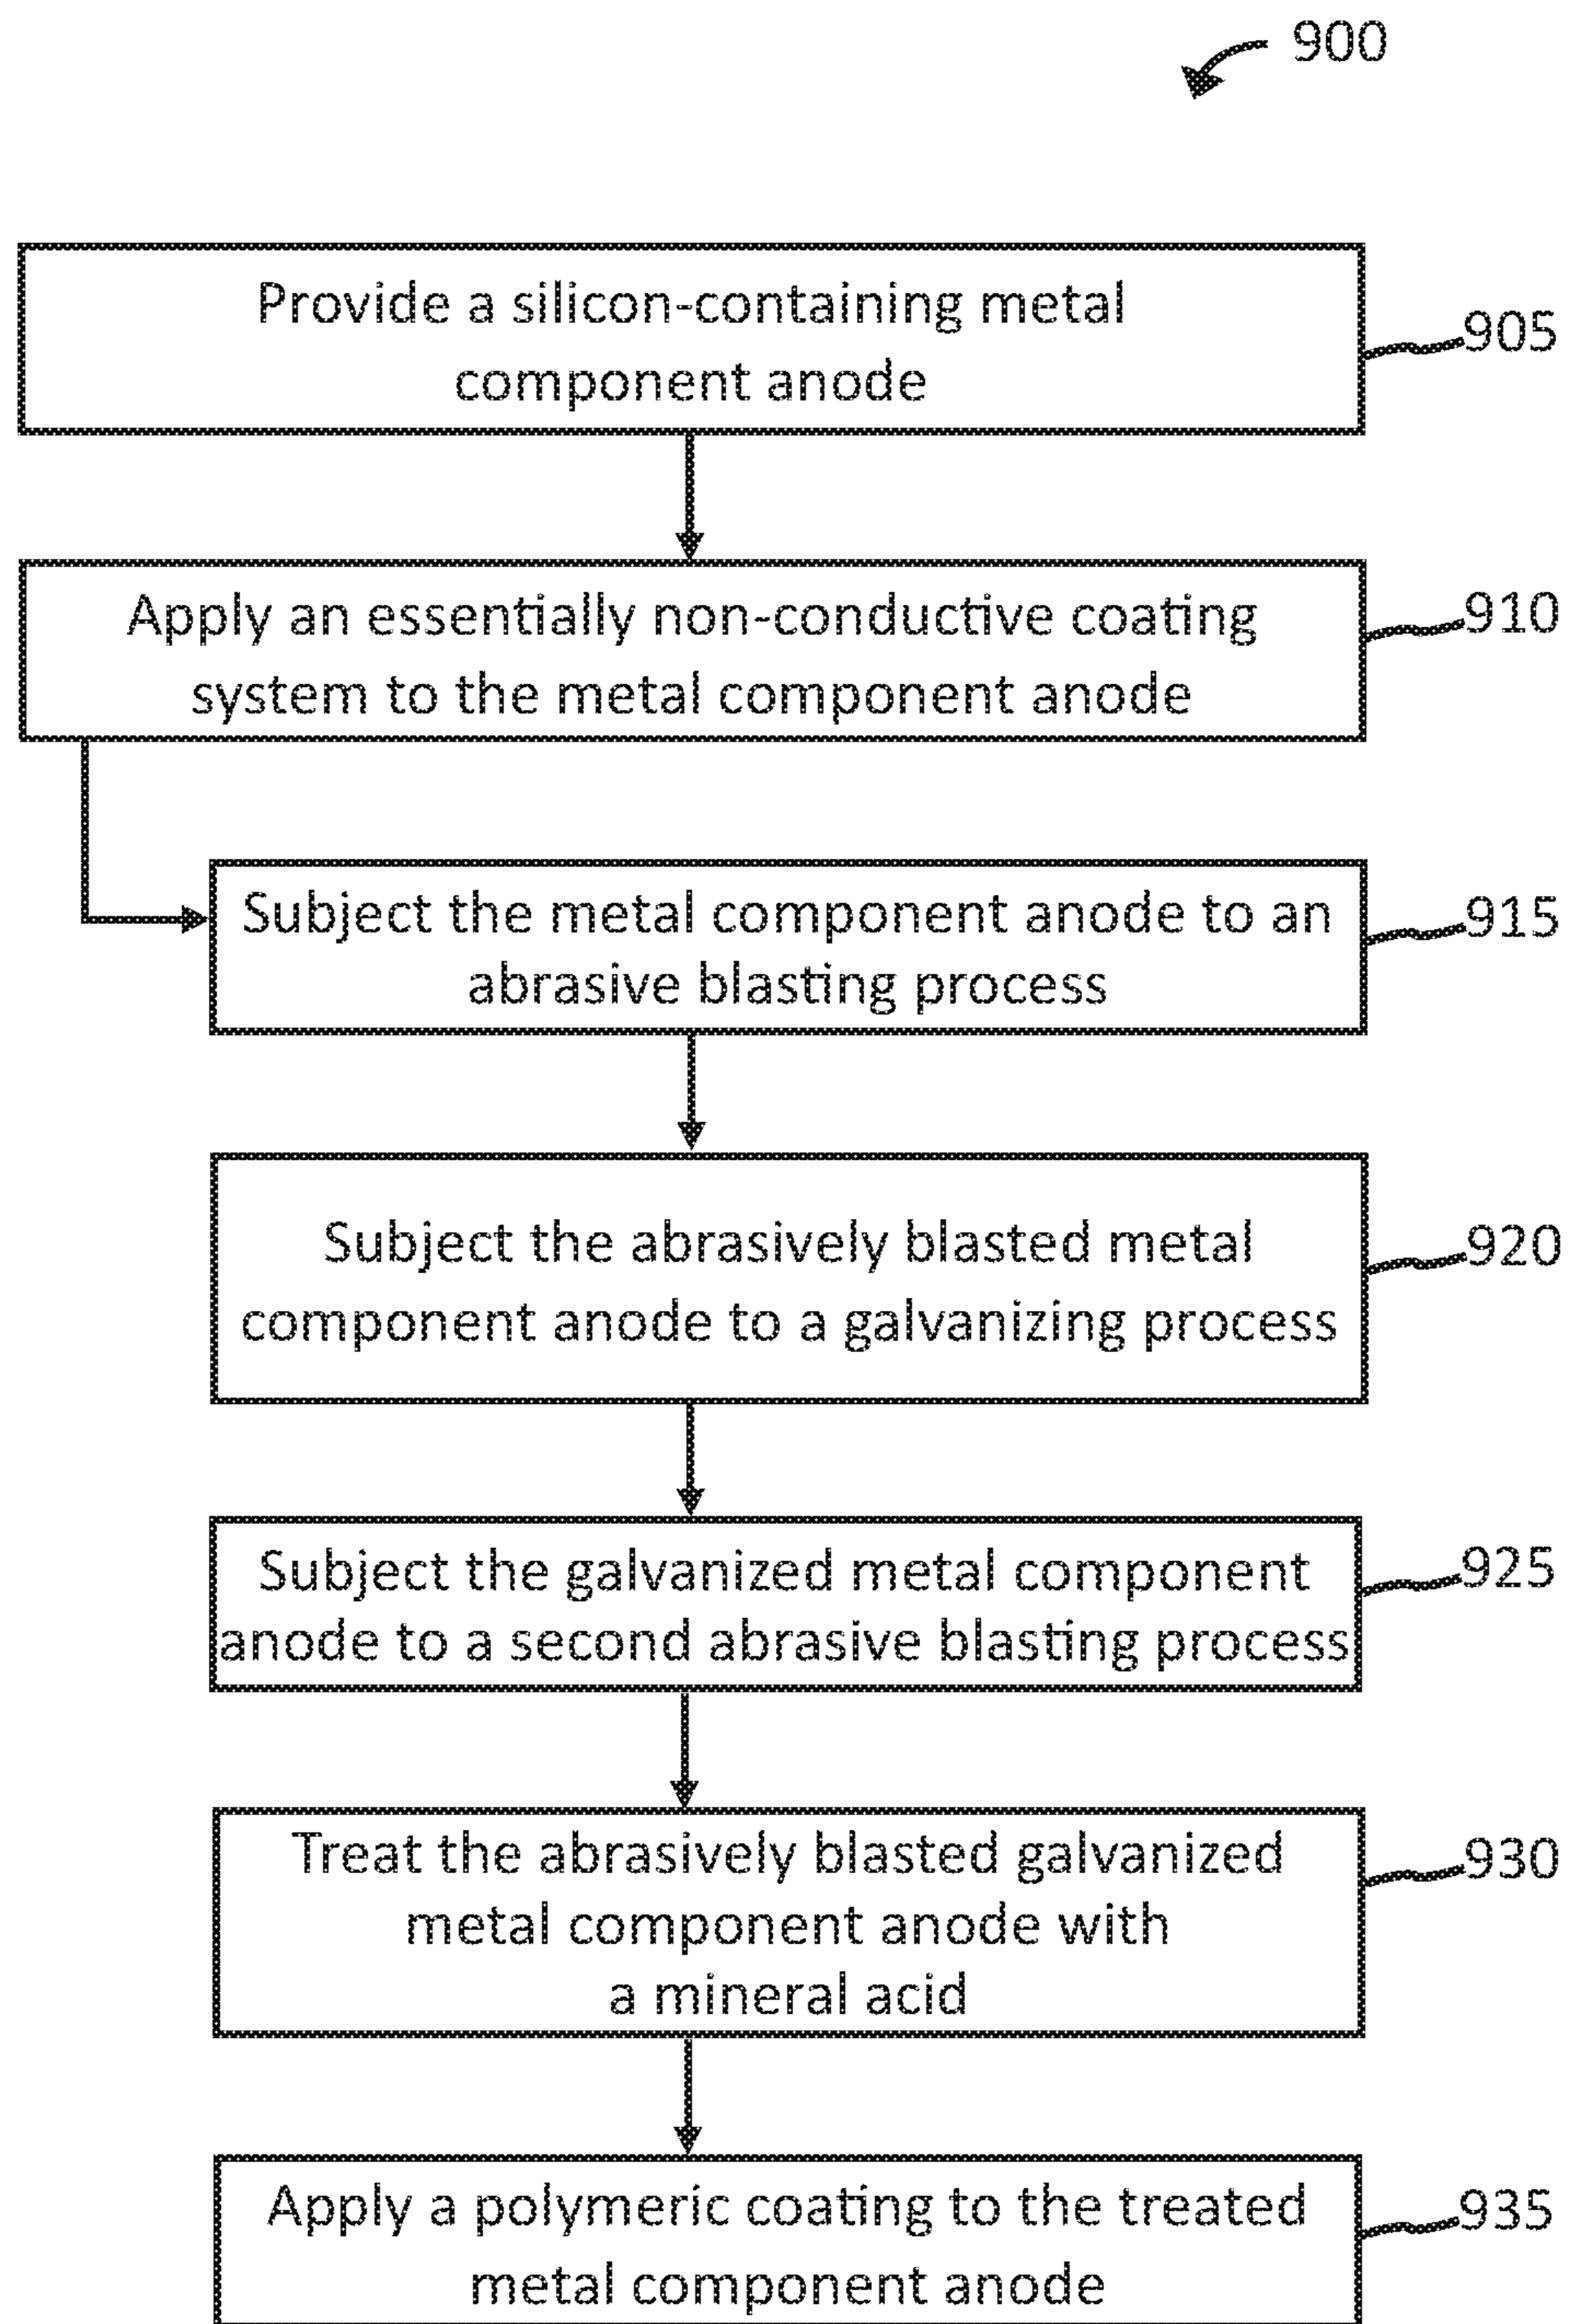 900
Provide a silicon-containing metal
component anode
905
Apply an essentially non-conductive coating
system to the metal component anode
910
Subject the metal component anode to an
abrasive blasting process
915
Subject the abrasively blasted metal
component anode to a galvanizing process
920
Subject the galvanized metal component
anode to a second abrasive blasting process
925
Treat the abrasively blasted galvanized
metal component anode with
a mineral acid
930
Apply a polymeric coating to the treated
metal component anode
935